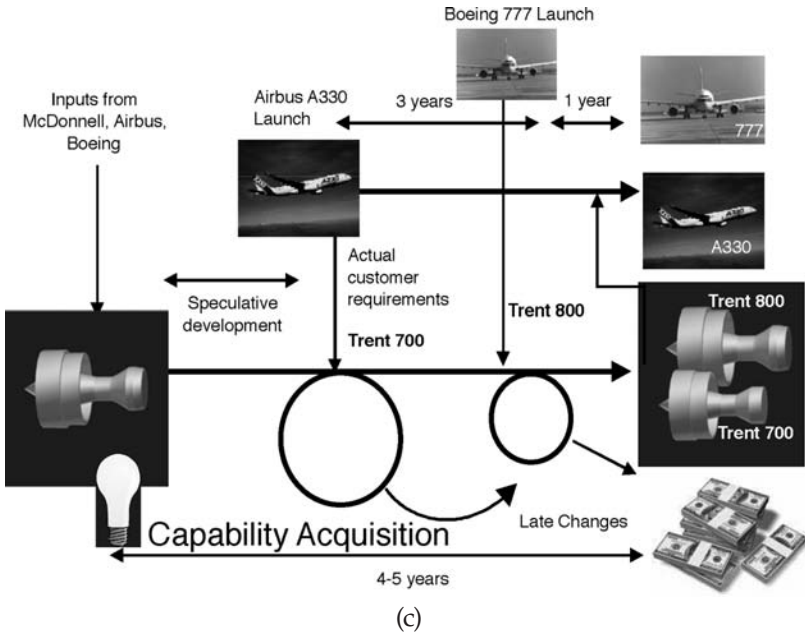 Boeing 777 Launch
Inputs from
McDonnell, Airbus,
Boeing
Airbus A330
Launch
3 years
1 year
777
A330
Actual
customer
requirements
Speculative
development
Trent 700
Trent 800
Trent 800
Trent 700
Capability Acquisition
Late Changes
4-5 years
(c)